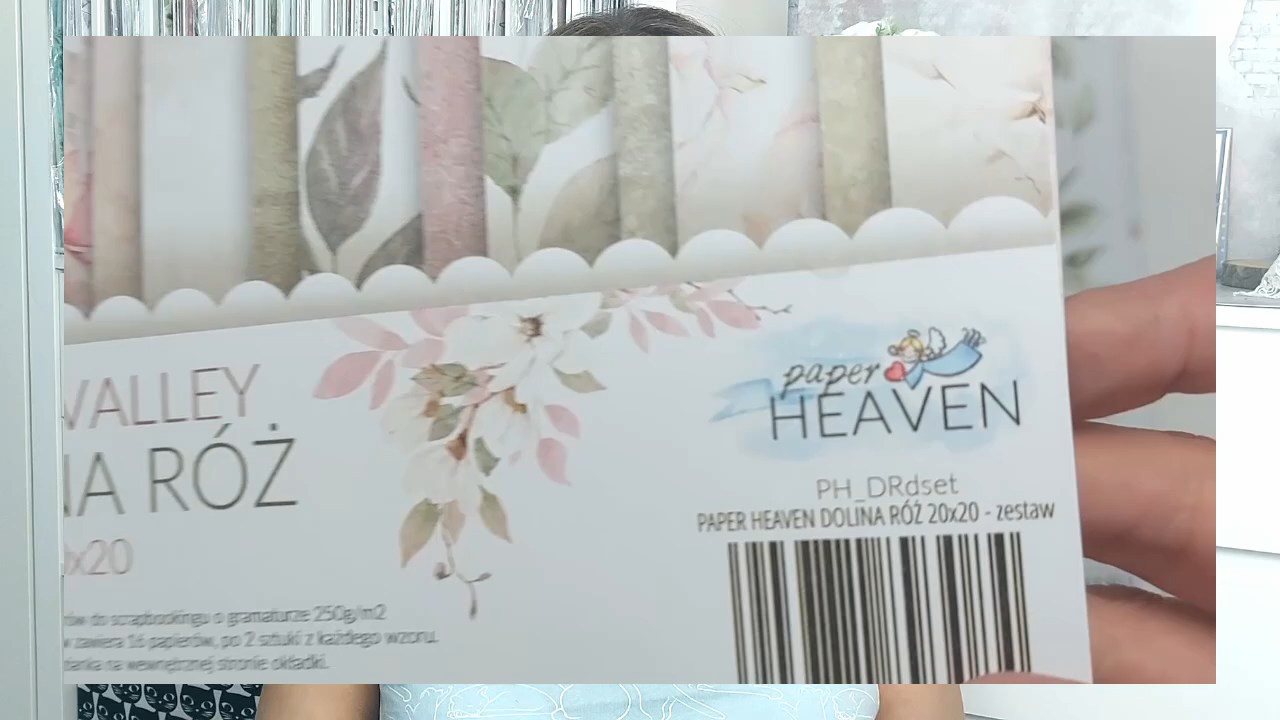 VALLEY
NA RÓŻ
x20
do scrapbookingu o gramaturze 250g/m2
zawiera 16 papierów, po 2 sztuki z każdego wzoru.
na wewnętrznej stronie okładki.
paper
HEAVEN
PH_DRdset
PAPER HEAVEN DOLINA RÓŻ 20x20 - zestaw